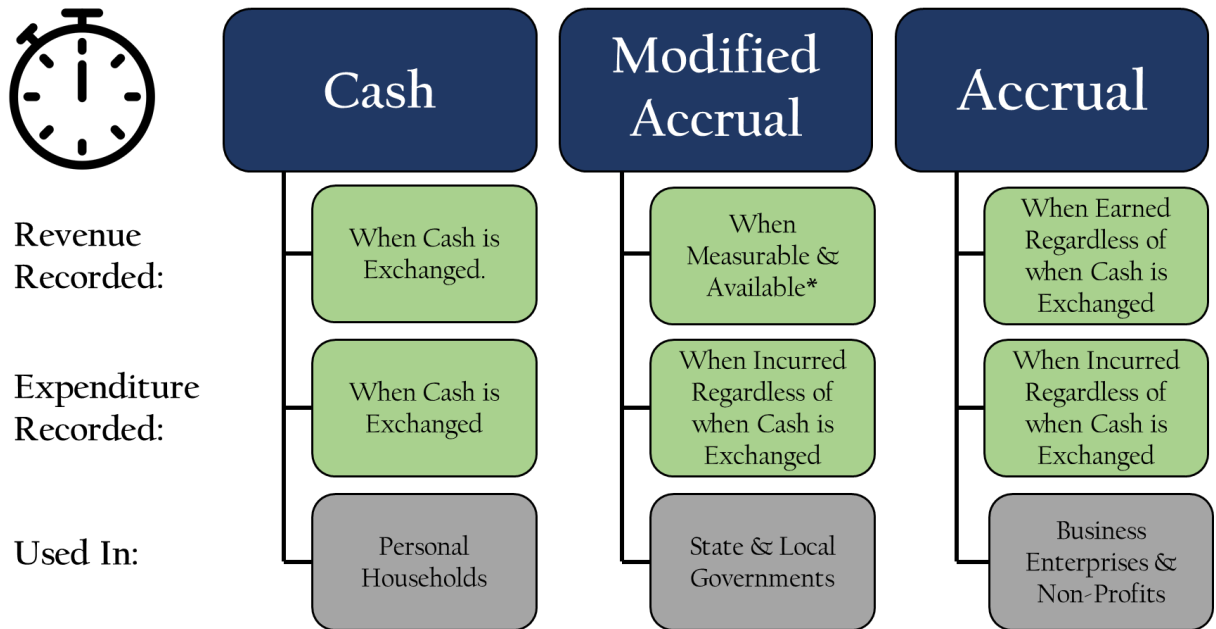 Cash
Modified
Accrual
Accrual
Revenue
Recorded:
When Cash is
Exchanged.
When
Measurable &
Available*
When Earned
Regardless of
when Cash is
Exchanged
Expenditure
Recorded:
When Cash is
Exchanged
When Incurred
Regardless of
when Cash is
Exchanged
When Incurred
Regardless of
when Cash is
Exchanged
Used In:
Personal
Households
State & Local
Governments
Business
Enterprises &
Non-Profits